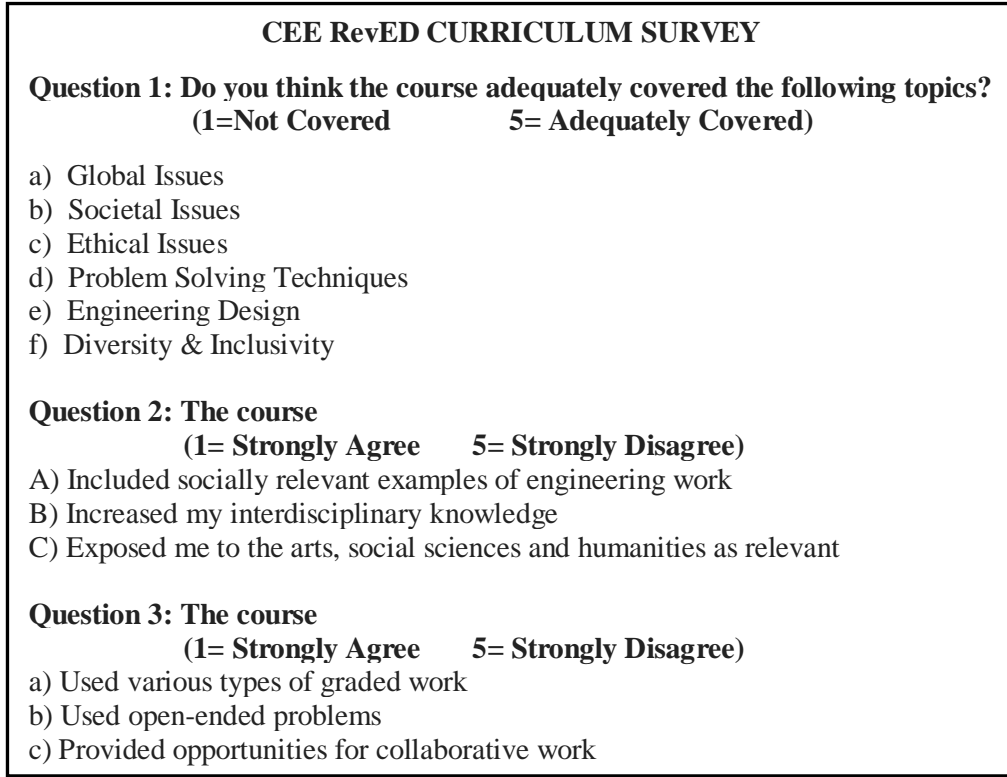 CEE RevED CURRICULUM SURVEY
Question 1: Do you think the course adequately covered the following topics?
(1=Not Covered 5= Adequately Covered)
a) Global Issues
b) Societal Issues
c) Ethical Issues
d) Problem Solving Techniques
e) Engineering Design
f) Diversity & Inclusivity
Question 2: The course
(1= Strongly Agree 5= Strongly Disagree)
A) Included socially relevant examples of engineering work
B) Increased my interdisciplinary knowledge
C) Exposed me to the arts, social sciences and humanities as relevant
Question 3: The course
(1= Strongly Agree 5= Strongly Disagree)
a) Used various types of graded work
b) Used open-ended problems
c) Provided opportunities for collaborative work